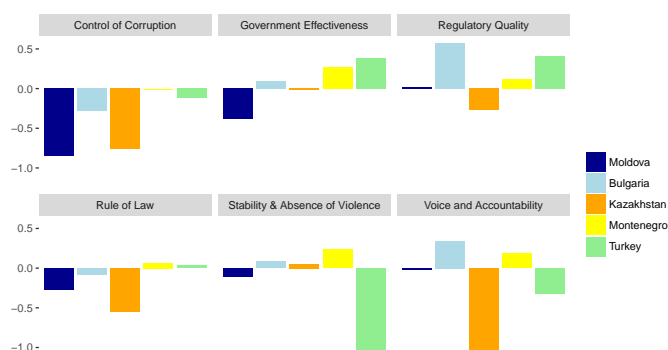 Control of Corruption Government Effectiveness Regulatory Quality
0.5
0.0
−0.5
−1.0
Rule of Law Stability & Absence of Violence Voice and Accountability
0.5
0.0
−0.5
−1.0
Moldova
Bulgaria
Kazakhstan
Montenegro
Turkey